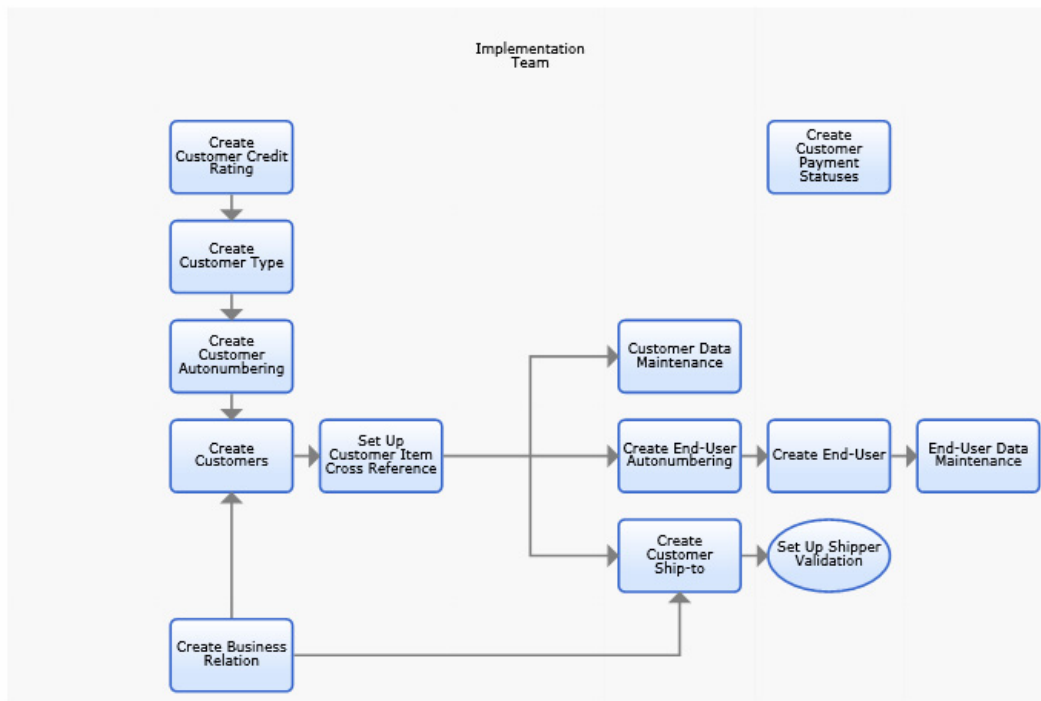 Implementation
Team
Create
Customer Credit
Rating
Create
Customer
Payment
Statuses
Create
Customer Type
Create
Customer
Autonumbering
Customer Data
Maintenance
Create
Customers
Set Up
Customer Item
Cross Reference
Create End-User
Autonumbering
Create End-User
End-User Data
Maintenance
Create
Customer
Ship-to
Set Up Shipper
Validation
Create Business
Relation